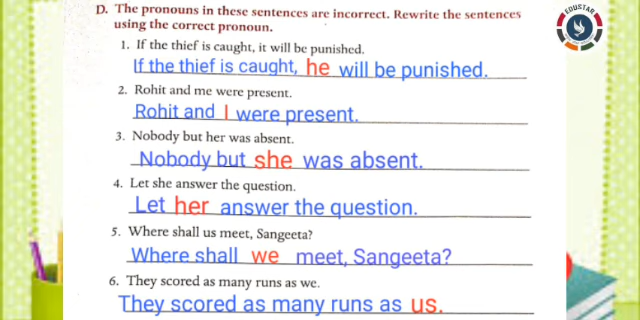 D. The pronouns in these sentences are incorrect. Rewrite the sentences
using the correct pronoun.
EDUSTAR
1. If the thief is caught, it will be punished.
If the thief is caught, he will be punished.
2. Rohit and me were present.
Rohit and I were present.
3. Nobody but her was absent.
Nobody but she was absent.
4. Let she answer the question.
Let her answer the question.
5. Where shall us meet, Sangeeta?
Where shall we meet, Sangeeta?
6. They scored as many runs as we.
They scored as many runs as us.